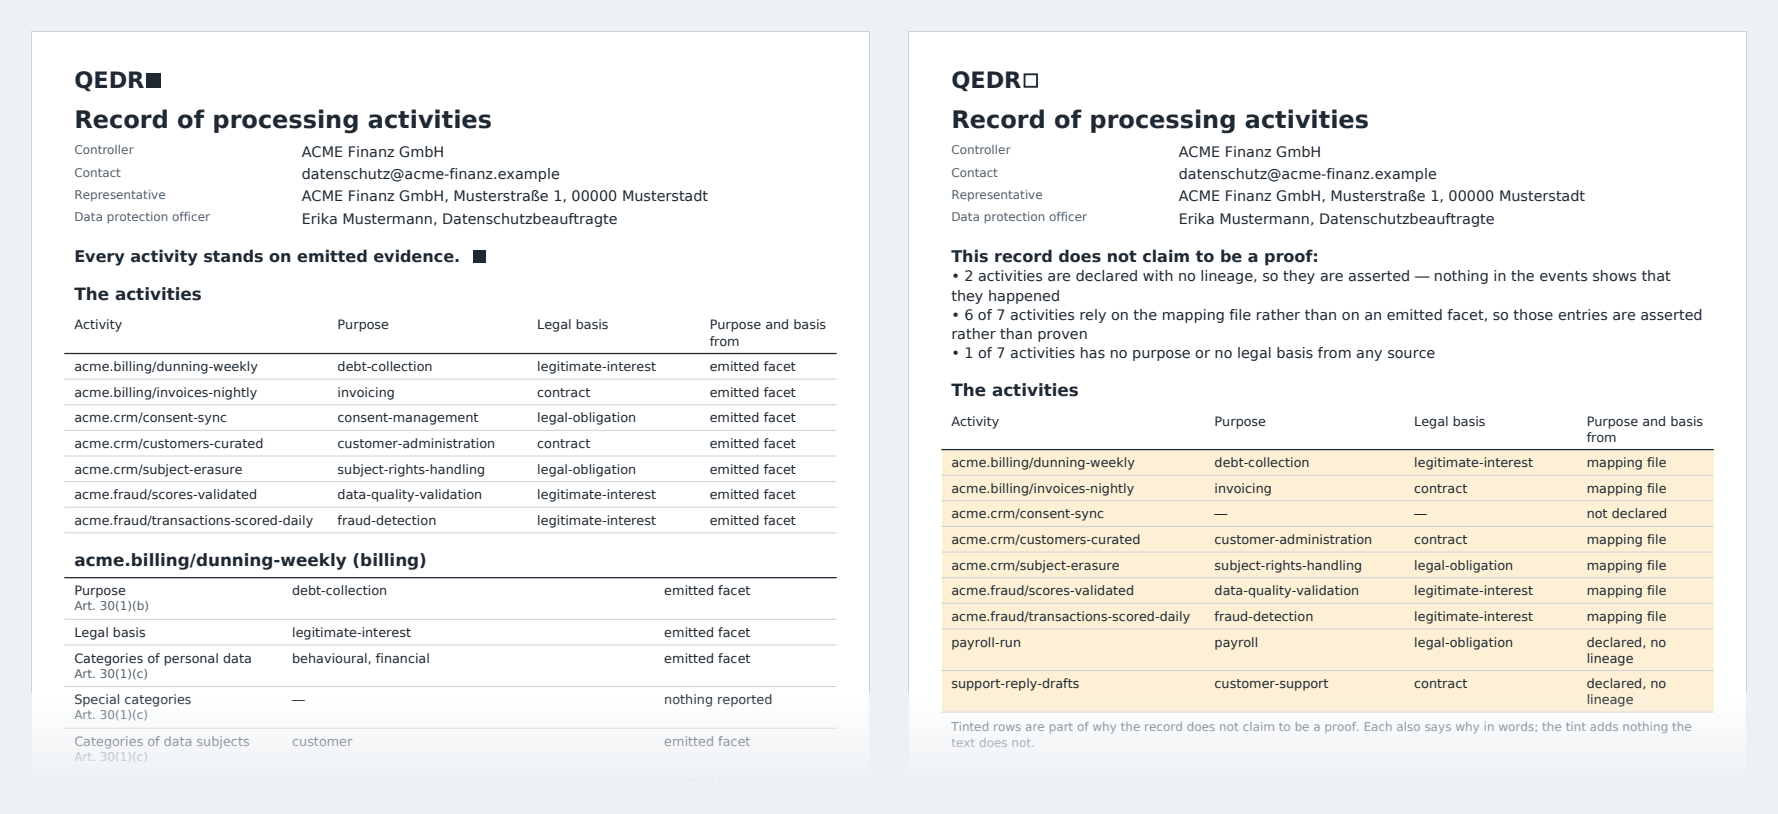 QEDR■
Record of processing activities
Controller ACME Finanz GmbH
Contact datenschutz@acme-finanz.example
Representative ACME Finanz GmbH, Musterstraße 1, 00000 Musterstadt
Data protection officer Erika Mustermann, Datenschutzbeauftragte
Every activity stands on emitted evidence. ■
The activities
Activity Purpose Legal basis Purpose and basis
from
acme.billing/dunning-weekly debt-collection legitimate-interest emitted facet
acme.billing/invoices-nightly invoicing contract emitted facet
acme.crm/consent-sync consent-management legal-obligation emitted facet
acme.crm/customers-curated customer-administration contract emitted facet
acme.crm/subject-erasure subject-rights-handling legal-obligation emitted facet
acme.fraud/scores-validated data-quality-validation legitimate-interest emitted facet
acme.fraud/transactions-scored-daily fraud-detection legitimate-interest emitted facet
acme.billing/dunning-weekly (billing)
Purpose debt-collection emitted facet
Art. 30(1)(b)
Legal basis legitimate-interest emitted facet
Categories of personal data behavioural, financial emitted facet
Art. 30(1)(c)
Special categories — nothing reported
Art. 30(1)(c)
Categories of data subjects customer emitted facet
Art. 30(1)(c)
QEDR□
Record of processing activities
Controller ACME Finanz GmbH
Contact datenschutz@acme-finanz.example
Representative ACME Finanz GmbH, Musterstraße 1, 00000 Musterstadt
Data protection officer Erika Mustermann, Datenschutzbeauftragte
This record does not claim to be a proof:
• 2 activities are declared with no lineage, so they are asserted — nothing in the events shows that
they happened
• 6 of 7 activities rely on the mapping file rather than on an emitted facet, so those entries are asserted
rather than proven
• 1 of 7 activities has no purpose or no legal basis from any source
The activities
Activity Purpose Legal basis Purpose and basis
from
acme.billing/dunning-weekly debt-collection legitimate-interest mapping file
acme.billing/invoices-nightly invoicing contract mapping file
acme.crm/consent-sync — — not declared
acme.crm/customers-curated customer-administration contract mapping file
acme.crm/subject-erasure subject-rights-handling legal-obligation mapping file
acme.fraud/scores-validated data-quality-validation legitimate-interest mapping file
acme.fraud/transactions-scored-daily fraud-detection legitimate-interest mapping file
payroll-run payroll legal-obligation declared, no
lineage
support-reply-drafts customer-support contract declared, no
lineage
Tinted rows are part of why the record does not claim to be a proof. Each also says why in words; the tint adds nothing the
text does not.